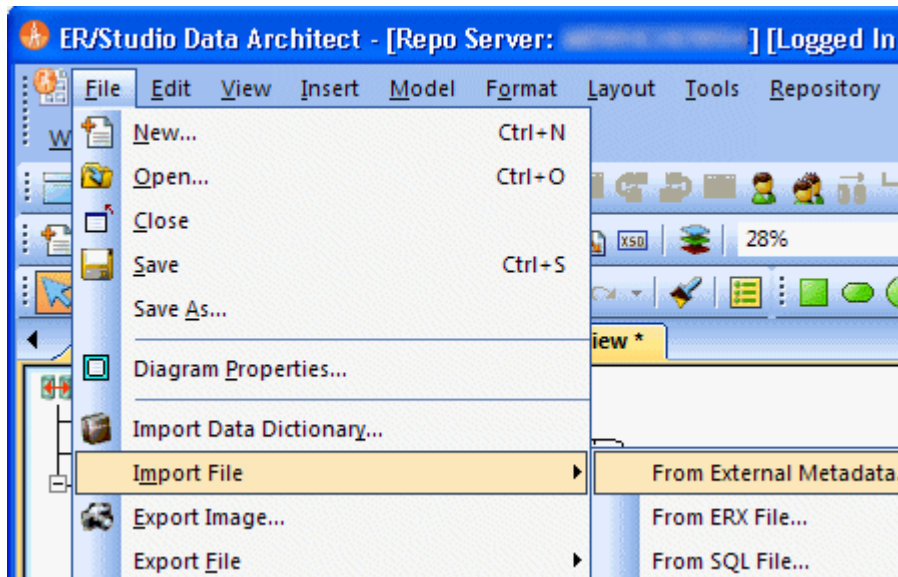 ER/Studio Data Architect - [Repo Server: ] [Logged In
File Edit View Insert Model Format Layout Tools Repository
W
New... Ctrl+N
Open... Ctrl+O
Close
XSD 28%
Save Ctrl+S
Save As...
iew *
Diagram Properties...
Import Data Dictionary...
Import File From External Metadata.
Export Image... From ERX File...
Export File From SQL File...